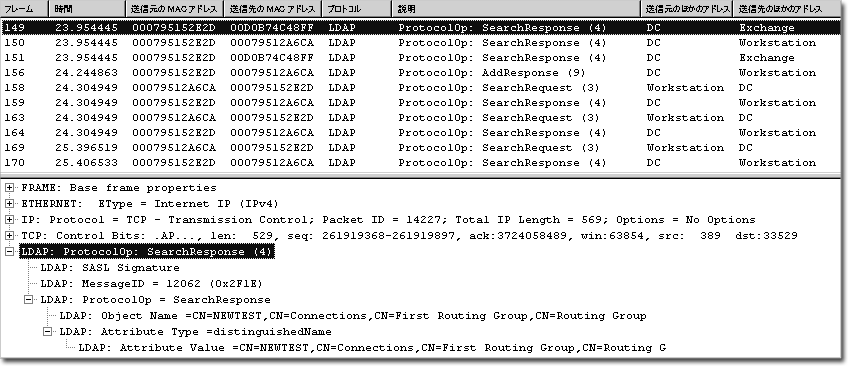 フレーム 時間 送信元の MAC アドレス 送信先の MAC アドレス プロトコル 説明 送信元のほかのアドレス 送信先のほかのアドレス
149 23.954445 000795152E2D 00D0B74C48FF LDAP ProtocolOp: SearchResponse (4) DC Exchange
150 23.954445 000795152E2D 00079512A6CA LDAP ProtocolOp: SearchResponse (4) DC Workstation
151 23.954445 000795152E2D 00D0B74C48FF LDAP ProtocolOp: SearchResponse (4) DC Exchange
156 24.244863 000795152E2D 00079512A6CA LDAP ProtocolOp: AddResponse (9) DC Workstation
158 24.304949 00079512A6CA 000795152E2D LDAP ProtocolOp: SearchRequest (3) Workstation DC
159 24.304949 000795152E2D 00079512A6CA LDAP ProtocolOp: SearchResponse (4) DC Workstation
163 24.304949 00079512A6CA 000795152E2D LDAP ProtocolOp: SearchRequest (3) Workstation DC
164 24.304949 000795152E2D 00079512A6CA LDAP ProtocolOp: SearchResponse (4) DC Workstation
169 25.396519 00079512A6CA 000795152E2D LDAP ProtocolOp: SearchRequest (3) Workstation DC
170 25.406533 000795152E2D 00079512A6CA LDAP ProtocolOp: SearchResponse (4) DC Workstation
FRAME: Base frame properties
ETHERNET: EType = Internet IP (IPv4)
IP: Protocol = TCP - Transmission Control; Packet ID = 14227; Total IP Length = 569; Options = No Options
TCP: Control Bits: .AP..., len: 529, seq: 261919368-261919897, ack:3724058489, win:63854, src: 389 dst:33529
LDAP: ProtocolOp: SearchResponse (4)
LDAP: SASL Signature
LDAP: MessageID = 12062 (0x2F1E)
LDAP: ProtocolOp = SearchResponse
LDAP: Object Name =CN=NEWTEST,CN=Connections,CN=First Routing Group,CN=Routing Group
LDAP: Attribute Type =distinguishedName
LDAP: Attribute Value =CN=NEWTEST,CN=Connections,CN=First Routing Group,CN=Routing G